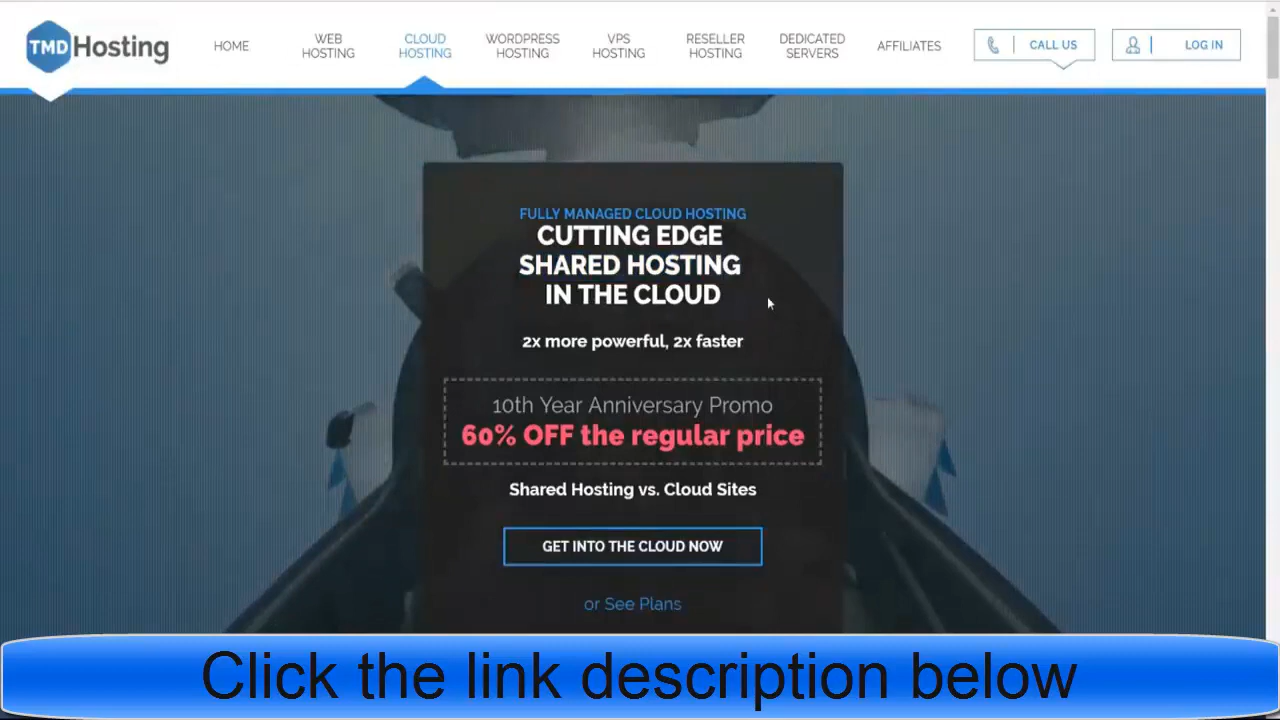 TMDHosting
HOME
WEB
HOSTING
CLOUD
HOSTING
WORDPRESS
HOSTING
VPS
HOSTING
RESELLER
HOSTING
DEDICATED
SERVERS
AFFILIATES
CALL US
LOG IN
FULLY MANAGED CLOUD HOSTING
CUTTING EDGE
SHARED HOSTING
IN THE CLOUD
2x more powerful, 2x faster
10th Year Anniversary Promo
60% OFF the regular price
Shared Hosting vs. Cloud Sites
GET INTO THE CLOUD NOW
or See Plans
Click the link description below